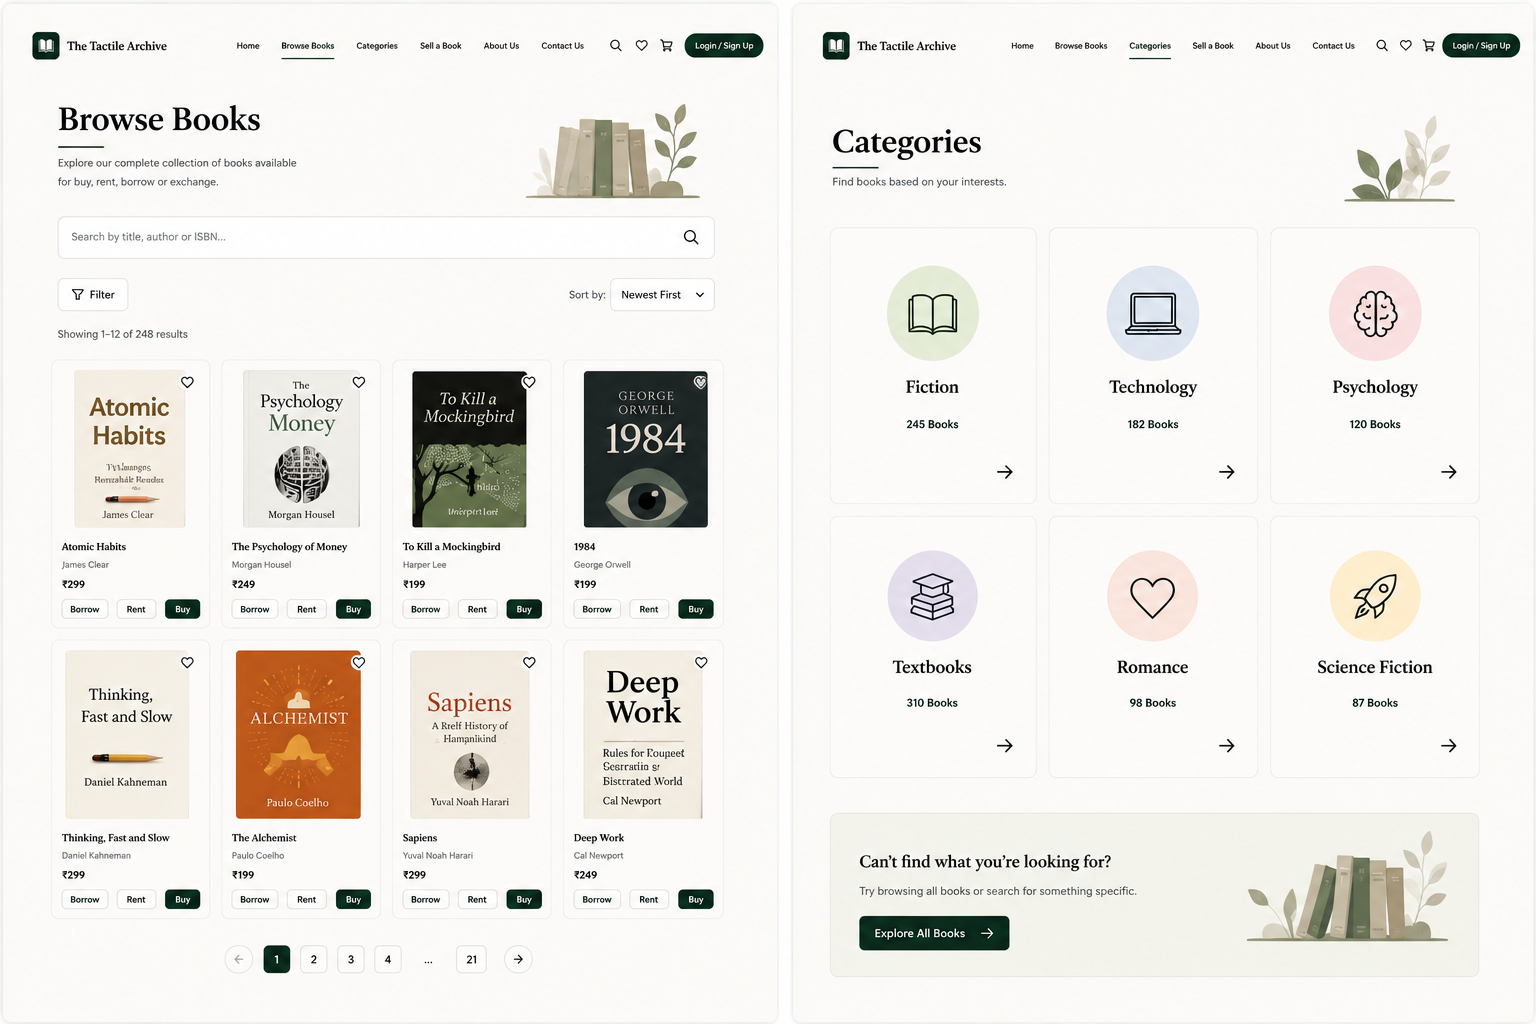 The Tactile Archive
Home Browse Books Categories Sell a Book About Us Contact Us Login / Sign Up
Browse Books
Explore our complete collection of books available
for buy, rent, borrow or exchange.
Search by title, author or ISBN...
Filter
Sort by: Newest First
Showing 1–12 of 248 results
Atomic
Habits
James Clear
The
Psychology
Money
Morgan Housel
To Kill a
Mockingbird
GEORGE
ORWELL
1984
Atomic Habits
James Clear
₹299
Borrow Rent Buy
The Psychology of Money
Morgan Housel
₹249
Borrow Rent Buy
To Kill a Mockingbird
Harper Lee
₹199
Borrow Rent Buy
1984
George Orwell
₹199
Borrow Rent Buy
Thinking,
Fast and Slow
Daniel Kahneman
ALCHEMIST
Paulo Coelho
Sapiens
History of
Yuval Noah Harari
Deep
Work
Rules for
World
Cal Newport
Thinking, Fast and Slow
Daniel Kahneman
₹299
Borrow Rent Buy
The Alchemist
Paulo Coelho
₹199
Borrow Rent Buy
Sapiens
Yuval Noah Harari
₹299
Borrow Rent Buy
Deep Work
Cal Newport
₹249
Borrow Rent Buy
1 2 3 4 ... 21
The Tactile Archive
Home Browse Books Categories Sell a Book About Us Contact Us Login / Sign Up
Categories
Find books based on your interests.
Fiction
245 Books
Technology
182 Books
Psychology
120 Books
Textbooks
310 Books
Romance
98 Books
Science Fiction
87 Books
Can't find what you're looking for?
Try browsing all books or search for something specific.
Explore All Books